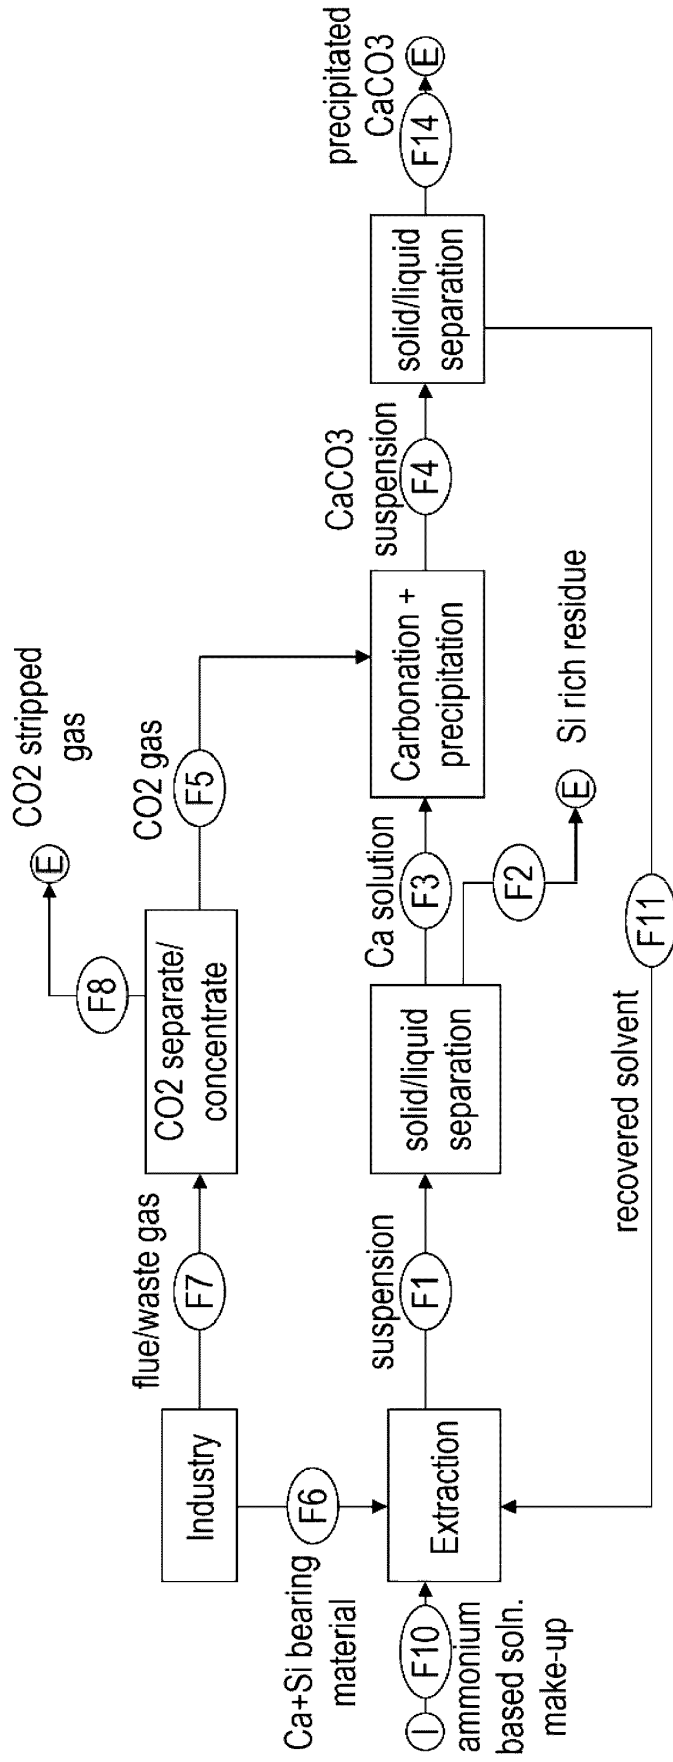 CO2 stripped
gas
E
F8
flue/waste gas
F7
CO2 separate/
concentrate
CO2 gas
F5
Industry
Ca+Si bearing
material
F6
I
F10
ammonium
based soln.
make-up
Extraction
suspension
F1
solid/liquid
separation
Ca solution
F3
F2
E
Si rich residue
Carbonation +
precipitation
CaCO3
suspension
F4
solid/liquid
separation
precipitated
CaCO3
F14
E
recovered solvent
F11